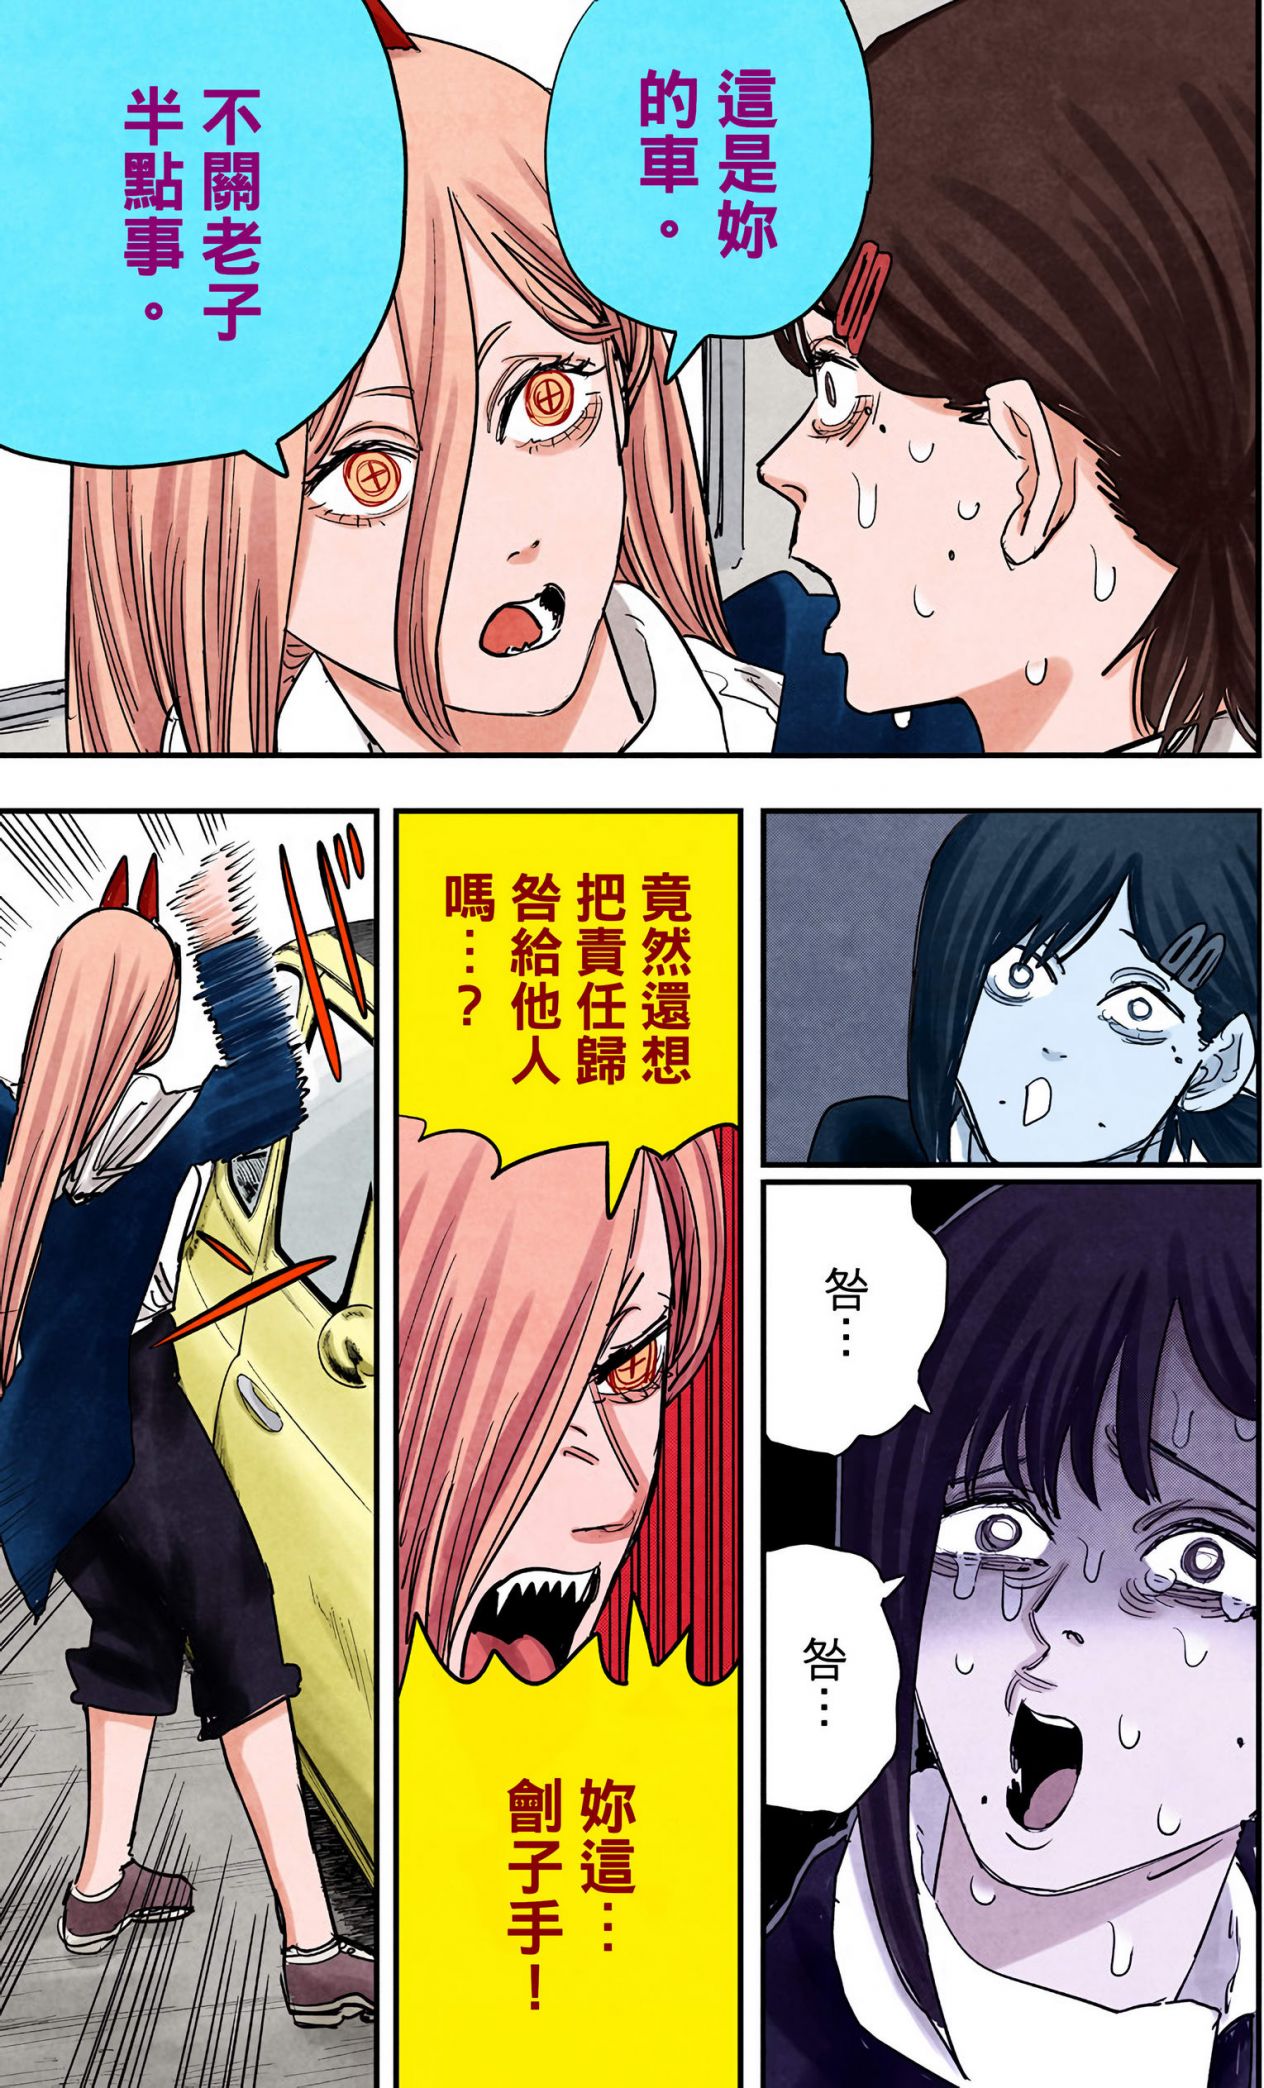 這是妳
的車。
不關老子
半點事。
咎…
咎…
竟然還想
把責任歸
咎給他人
嗎…?
妳這…
劊子手!